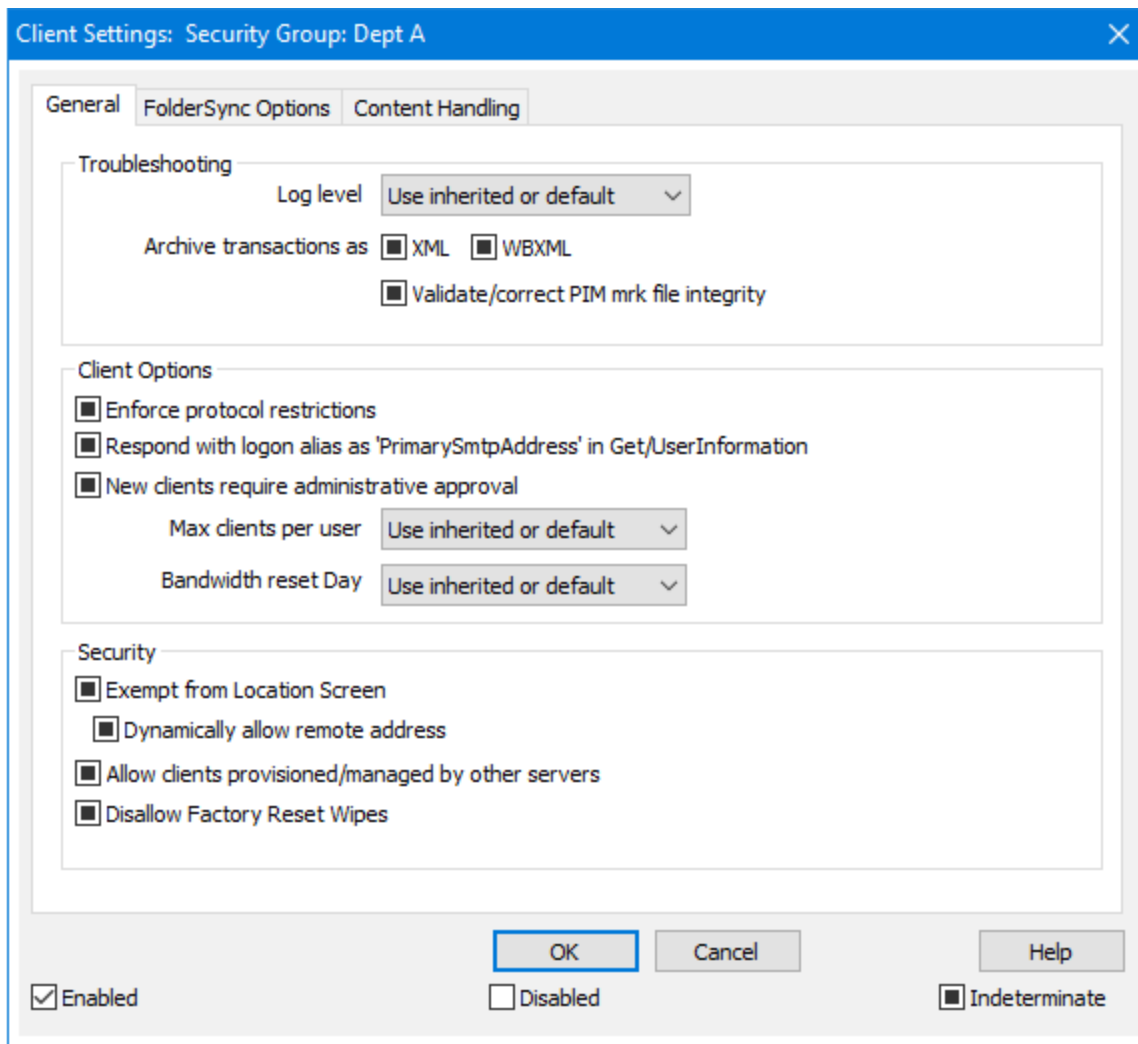 Client Settings: Security Group: Dept A
General FolderSync Options Content Handling
Troubleshooting
Log level Use inherited or default
Archive transactions as XML WBXML
Validate/correct PIM mrk file integrity
Client Options
Enforce protocol restrictions
Respond with logon alias as 'PrimarySmtpAddress' in Get/UserInformation
New clients require administrative approval
Max clients per user Use inherited or default
Bandwidth reset Day Use inherited or default
Security
Exempt from Location Screen
Dynamically allow remote address
Allow clients provisioned/managed by other servers
Disallow Factory Reset Wipes
OK Cancel Help
Enabled Disabled Indeterminate